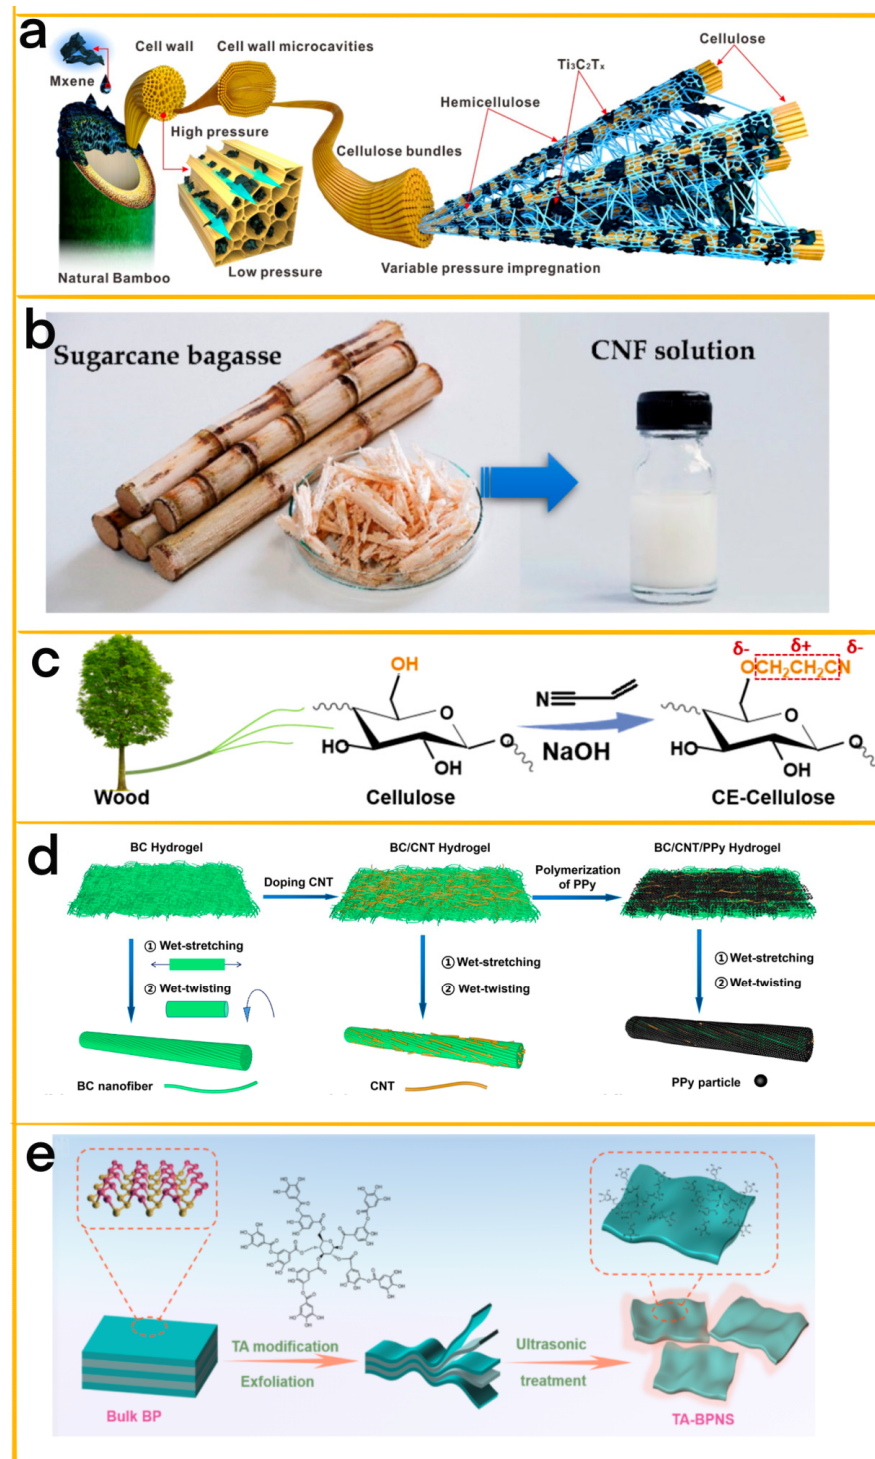 a
Cell wall
Cell wall microcavities
Cellulose
Mxene
Ti₃C₂Tₓ
Hemicellulose
High pressure
Cellulose bundles
Natural Bamboo
Low pressure
Variable pressure impregnation
b
Sugarcane bagasse
CNF solution
c
δ- δ+ δ-
OH
OCH₂CH₂CN
N
O
O
HO
O
NaOH
HO
O
OH
OH
Wood
Cellulose
CE-Cellulose
d
BC Hydrogel
BC/CNT Hydrogel
BC/CNT/PPy Hydrogel
Doping CNT
Polymerization
of PPy
① Wet-stretching
② Wet-twisting
① Wet-stretching
② Wet-twisting
① Wet-stretching
② Wet-twisting
BC nanofiber
CNT
PPy particle
e
TA modification
Exfoliation
Ultrasonic
treatment
Bulk BP
TA-BPNS